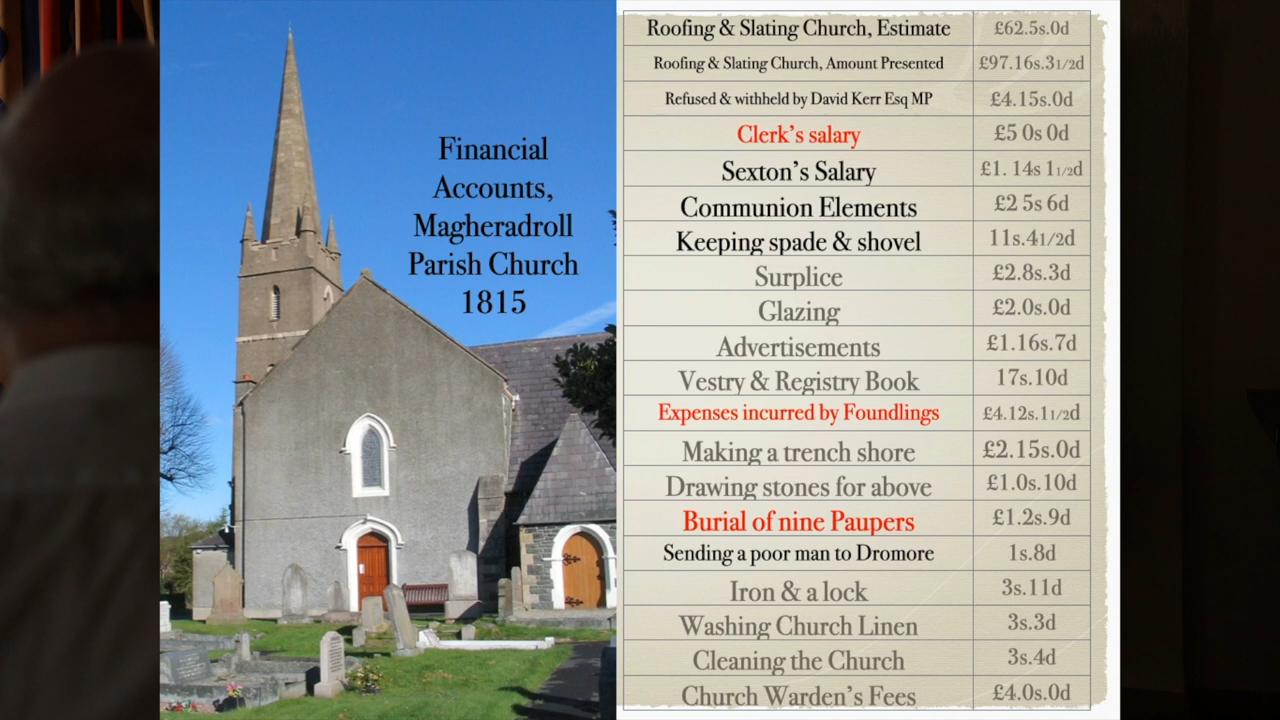 Financial
Accounts,
Magheradroll
Parish Church
1815
Roofing & Slating Church, Estimate £62.5s.0d
Roofing & Slating Church, Amount Presented £97.16s.31/2d
Refused & withheld by David Kerr Esq MP £4.15s.0d
Clerk's salary £5 0s 0d
Sexton's Salary £1. 14s 11/2d
Communion Elements £2 5s 6d
Keeping spade & shovel 11s.41/2d
Surplice £2.8s.3d
Glazing £2.0s.0d
Advertisements £1.16s.7d
Vestry & Registry Book 17s.10d
Expenses incurred by Foundlings £4.12s.11/2d
Making a trench shore £2.15s.0d
Drawing stones for above £1.0s.10d
Burial of nine Paupers £1.2s.9d
Sending a poor man to Dromore 1s.8d
Iron & a lock 3s.11d
Washing Church Linen 3s.3d
Cleaning the Church 3s.4d
Church Warden's Fees £4.0s.0d